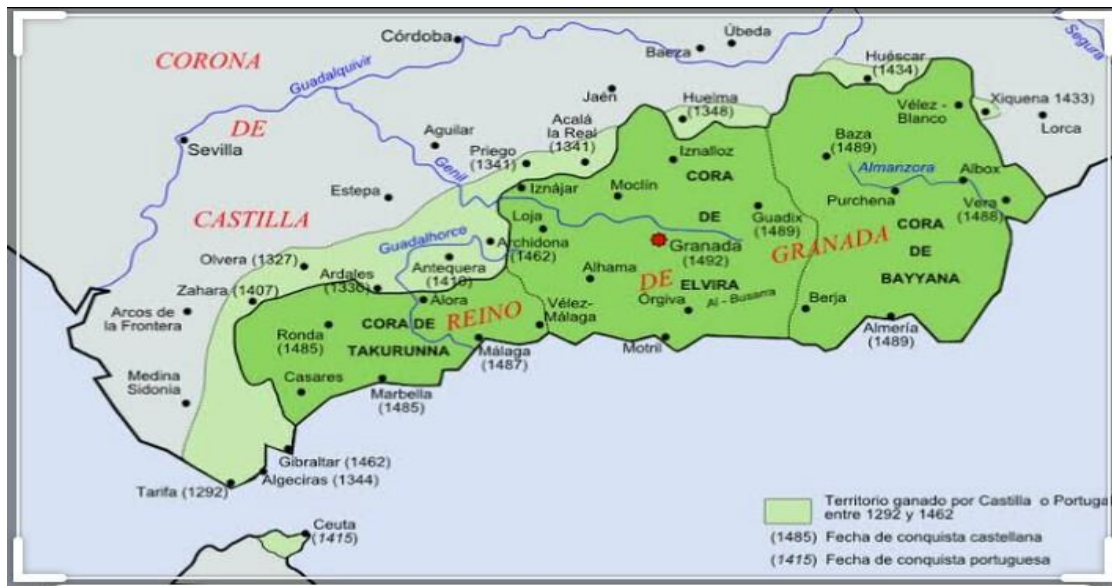 Córdoba
Úbeda
Baeza
Segura
CORONA
Guadalquivir
Huéscar
(1434)
Jaén
Huelma
(1348)
Vélez -
Blanco
Xiquena 1433)
Lorca
DE
Sevilla
Aguilar
Acalá
la Real
(1341)
Priego
(1341)
Genil
Iznalloz
Baza
(1489)
Almanzora
Albox
Estepa
Iznájar
Moclín
CORA
Purchena
Vera
(1488)
CASTILLA
Loja
DE
Guadix
(1489)
Guadalhorce
Archidona
(1462)
Granada
(1492)
GRANADA
CORA
DE
BAYYANA
Olvera (1327)
Ardales
(1336)
Antequera
(1410)
Alhama
DE
ELVIRA
Zahara (1407)
Álora
REINO
Vélez-
Málaga
Órgiva
Al - Busarra
Berja
Arcos de
la Frontera
Ronda
(1485)
CORA DE
TAKURUNNA
Málaga
(1487)
Motril
Almería
(1489)
Medina
Sidonia
Casares
Marbella
(1485)
Gibraltar (1462)
Algeciras (1344)
Tarifa (1292)
Ceuta
(1415)
Territorio ganado por Castilla o Portugal
entre 1292 y 1462
(1485) Fecha de conquista castellana
(1415) Fecha de conquista portuguesa